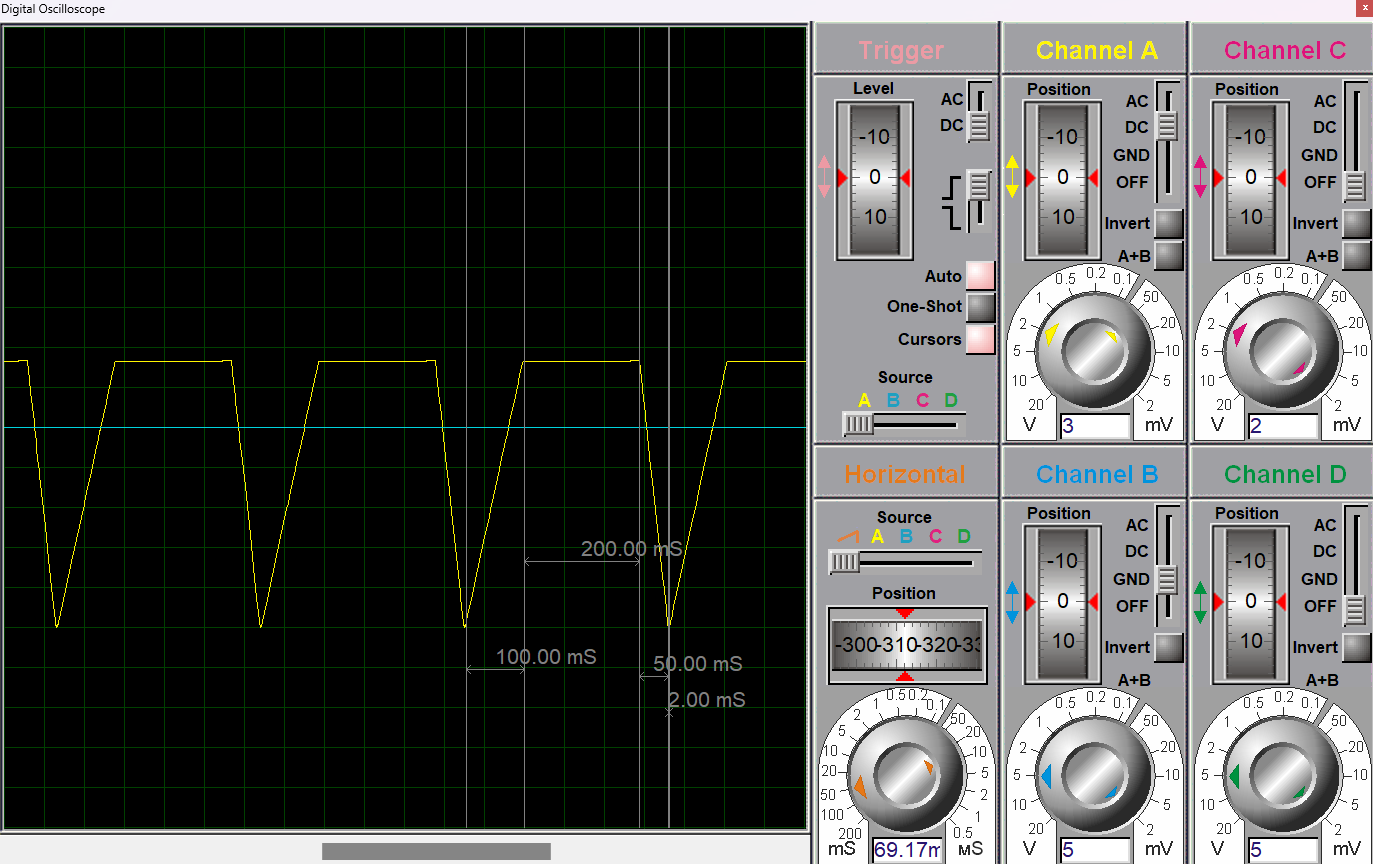 Digital Oscilloscope
x
200.00 mS
100.00 mS
50.00 mS
2.00 mS
Trigger
Level
AC
DC
-10
0
10
Auto
One-Shot
Cursors
Source
A B C D
Channel A
Position
AC
DC
GND
OFF
-10
0
10
Invert
A+B
20 10 5 2 1 0.5 0.2 0.1 50 20 10 5 2
V
3
mV
Channel C
Position
AC
DC
GND
OFF
-10
0
10
Invert
A+B
20 10 5 2 1 0.5 0.2 0.1 50 20 10 5 2
V
2
mV
Horizontal
Source
A B C D
Position
-300-310-320-33
200 100 50 20 10 5 2 1 0.5 0.2 0.1 50 20 10 5 2 1 0.5
mS
69.17m
мS
Channel B
Position
AC
DC
GND
OFF
-10
0
10
Invert
A+B
20 10 5 2 1 0.5 0.2 0.1 50 20 10 5 2
V
5
mV
Channel D
Position
AC
DC
GND
OFF
-10
0
10
Invert
A+B
20 10 5 2 1 0.5 0.2 0.1 50 20 10 5 2
V
5
mV